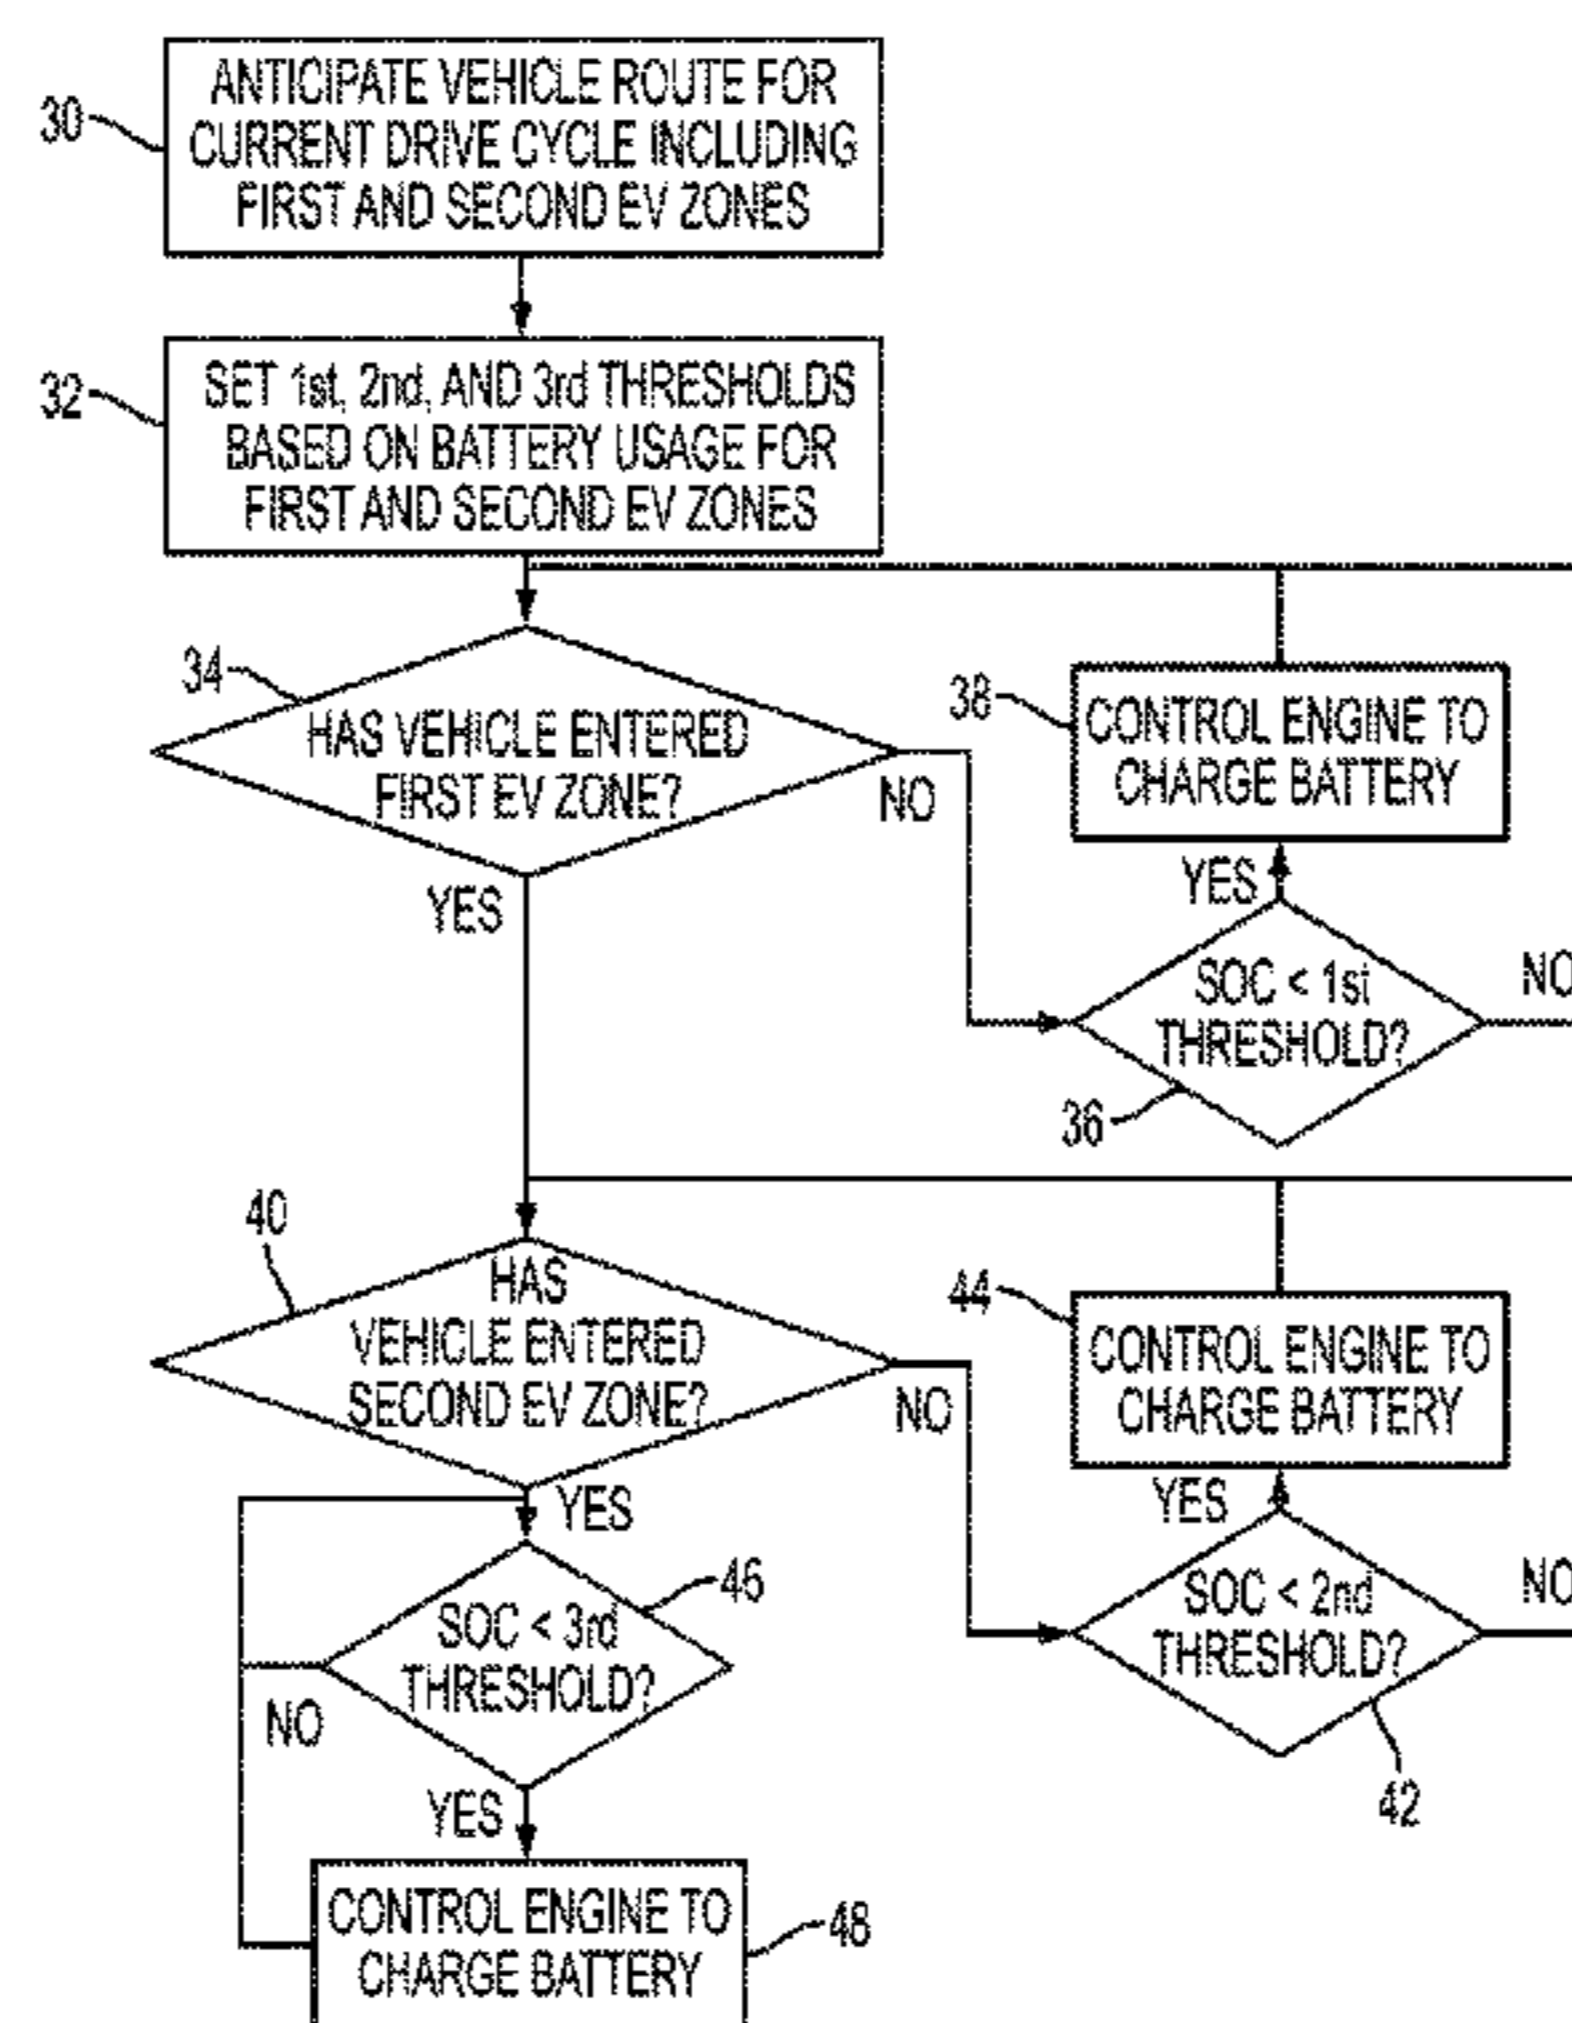 30
ANTICIPATE VEHICLE ROUTE FOR
CURRENT DRIVE CYCLE INCLUDING
FIRST AND SECOND EV ZONES
32
SET 1st, 2nd, AND 3rd THRESHOLDS
BASED ON BATTERY USAGE FOR
FIRST AND SECOND EV ZONES
34
HAS VEHICLE ENTERED
FIRST EV ZONE?
NO
YES
38
CONTROL ENGINE TO
CHARGE BATTERY
YES
SOC < 1st
THRESHOLD?
NO
36
40
HAS
VEHICLE ENTERED
SECOND EV ZONE?
NO
YES
44
CONTROL ENGINE TO
CHARGE BATTERY
YES
SOC < 2nd
THRESHOLD?
NO
42
46
SOC < 3rd
THRESHOLD?
NO
YES
CONTROL ENGINE TO
CHARGE BATTERY
48